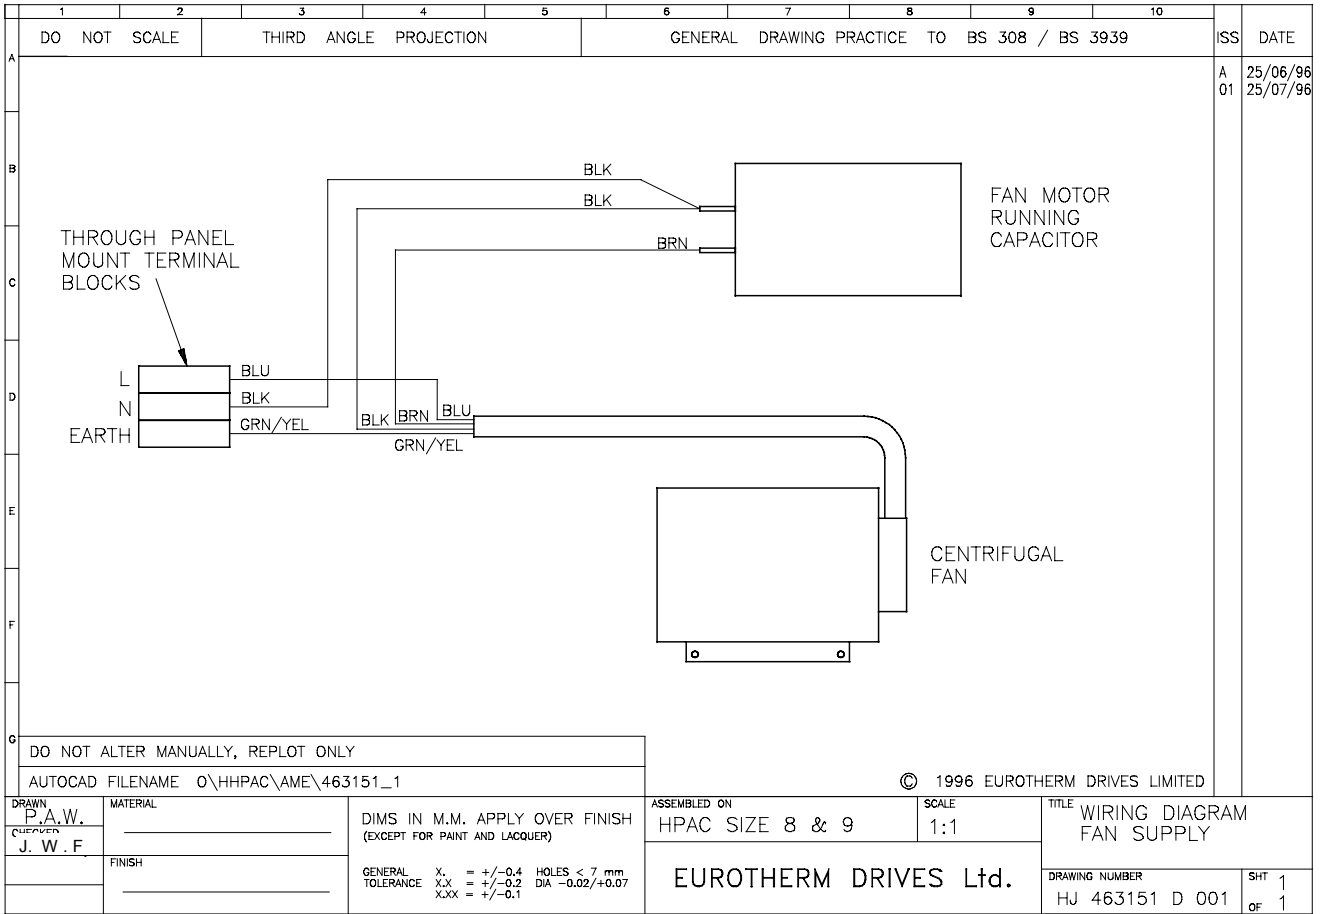 1 2 3 4 5 6 7 8 9 10
DO NOT SCALE THIRD ANGLE PROJECTION GENERAL DRAWING PRACTICE TO BS 308 / BS 3939 ISS DATE
A
A 25/06/96
01 25/07/96
B
BLK
BLK
BRN
FAN MOTOR
RUNNING
CAPACITOR
THROUGH PANEL
MOUNT TERMINAL
BLOCKS
C
L BLU
D
N BLK
EARTH GRN/YEL
BLK BRN BLU
GRN/YEL
E
CENTRIFUGAL
FAN
F
G
DO NOT ALTER MANUALLY, REPLOT ONLY
AUTOCAD FILENAME O\HHPAC\AME\463151_1
© 1996 EUROTHERM DRIVES LIMITED
DRAWN
P.A.W.
CHECKED
J. W . F
MATERIAL
FINISH
DIMS IN M.M. APPLY OVER FINISH
(EXCEPT FOR PAINT AND LACQUER)
GENERAL X. = +/-0.4 HOLES < 7 mm
TOLERANCE X.X = +/-0.2 DIA -0.02/+0.07
X.XX = +/-0.1
ASSEMBLED ON
HPAC SIZE 8 & 9
SCALE
1:1
EUROTHERM DRIVES Ltd.
TITLE WIRING DIAGRAM
FAN SUPPLY
DRAWING NUMBER
HJ 463151 D 001
SHT 1
OF 1